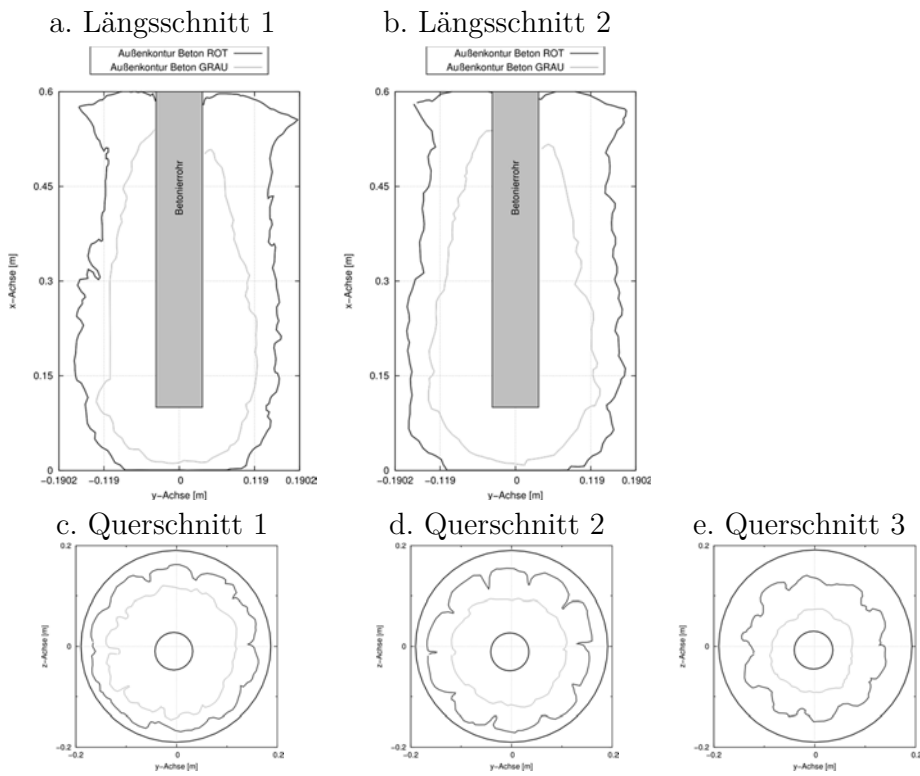 a. Längsschnitt 1
Außenkontur Beton ROT
Außenkontur Beton GRAU
0.6
0.45
0.3
0.15
0
x-Achse [m]
Betonierrohr
-0.1902
-0.119
0
0.119
0.1902
y-Achse [m]
b. Längsschnitt 2
Außenkontur Beton ROT
Außenkontur Beton GRAU
0.6
0.45
0.3
0.15
0
x-Achse [m]
Betonierrohr
-0.1902
-0.119
0
0.119
0.1902
y-Achse [m]
c. Querschnitt 1
0.2
0
-0.2
z-Achse [m]
0
0.2
y-Achse [m]
d. Querschnitt 2
0.2
0
-0.2
z-Achse [m]
0
0.2
y-Achse [m]
e. Querschnitt 3
0.2
0
-0.2
z-Achse [m]
0
0.2
y-Achse [m]